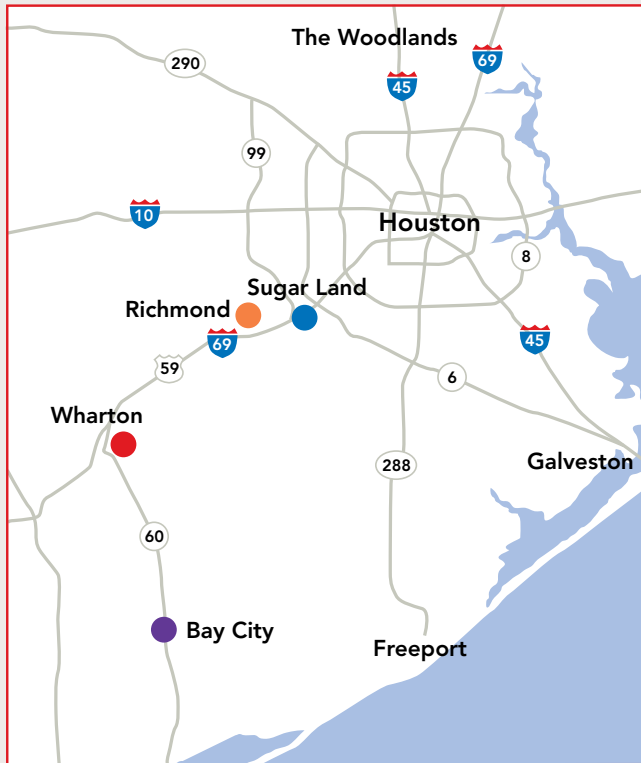 The Woodlands
69
290
45
99
10
Houston
8
Sugar Land
Richmond
69
45
59
6
Wharton
288
Galveston
60
Bay City
Freeport